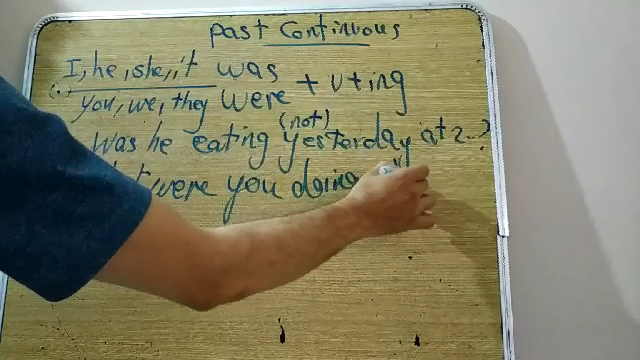 past Continuous
I, he, she, it was
+ v + ing
you, we, they were
(not)
Was he eating yesterday at 2..?
were you doing